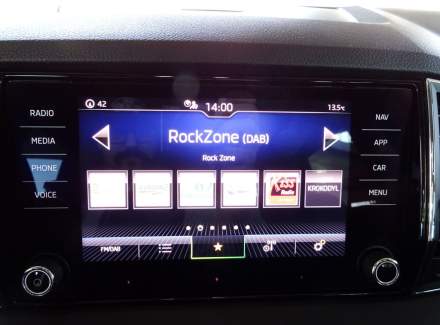 RADIO
MEDIA
PHONE
VOICE
42
14:00
13.5°C
RockZone (DAB)
Rock Zone
Radio
KROKODYL
FM/DAB
NAV
APP
CAR
MENU